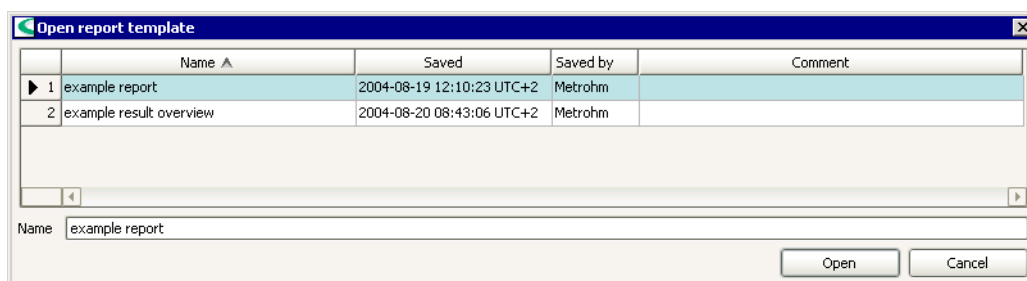 Open report template
Name Saved Saved by Comment
1 example report 2004-08-19 12:10:23 UTC+2 Metrohm
2 example result overview 2004-08-20 08:43:06 UTC+2 Metrohm
Name example report
Open Cancel